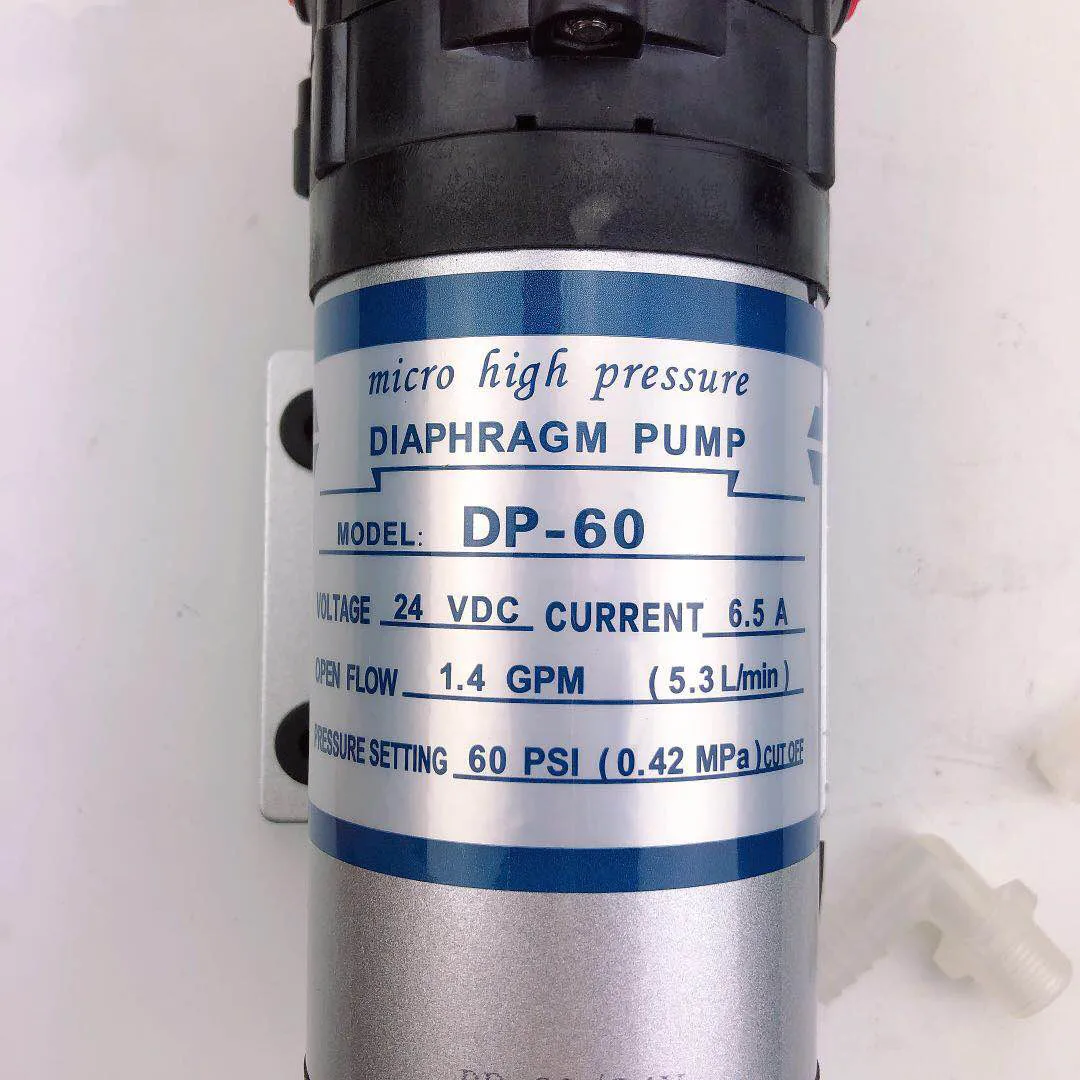 micro high pressure
DIAPHRAGM PUMP
MODEL: DP-60
VOLTAGE 24 VDC CURRENT 6.5 A
OPEN FLOW 1.4 GPM (5.3 L/min)
PRESSURE SETTING 60 PSI (0.42 MPa) CUT OFF